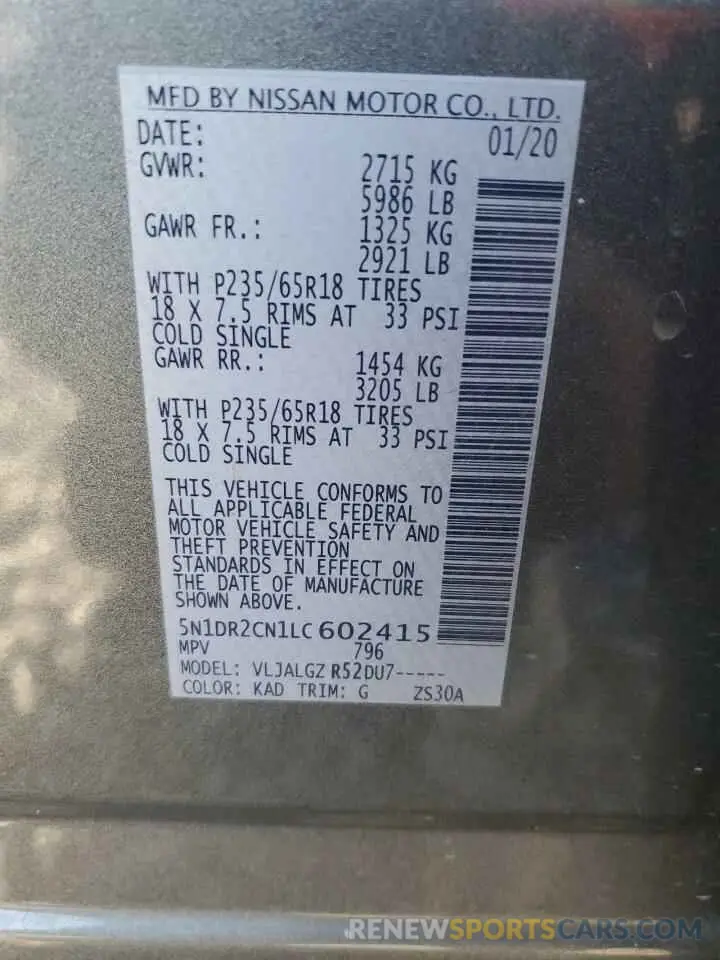 MFD BY NISSAN MOTOR CO., LTD.
DATE: 01/20
GVWR: 2715 KG
5986 LB
GAWR FR.: 1325 KG
2921 LB
WITH P235/65R18 TIRES
18 X 7.5 RIMS AT 33 PSI
COLD SINGLE
GAWR RR.: 1454 KG
3205 LB
WITH P235/65R18 TIRES
18 X 7.5 RIMS AT 33 PSI
COLD SINGLE
THIS VEHICLE CONFORMS TO
ALL APPLICABLE FEDERAL
MOTOR VEHICLE SAFETY AND
THEFT PREVENTION
STANDARDS IN EFFECT ON
THE DATE OF MANUFACTURE
SHOWN ABOVE.
5N1DR2CN1LC602415
MPV 796
MODEL: VLJALGZ R52DU7-----
COLOR: KAD TRIM: G ZS30A
RENEWSPORTSCARS.COM